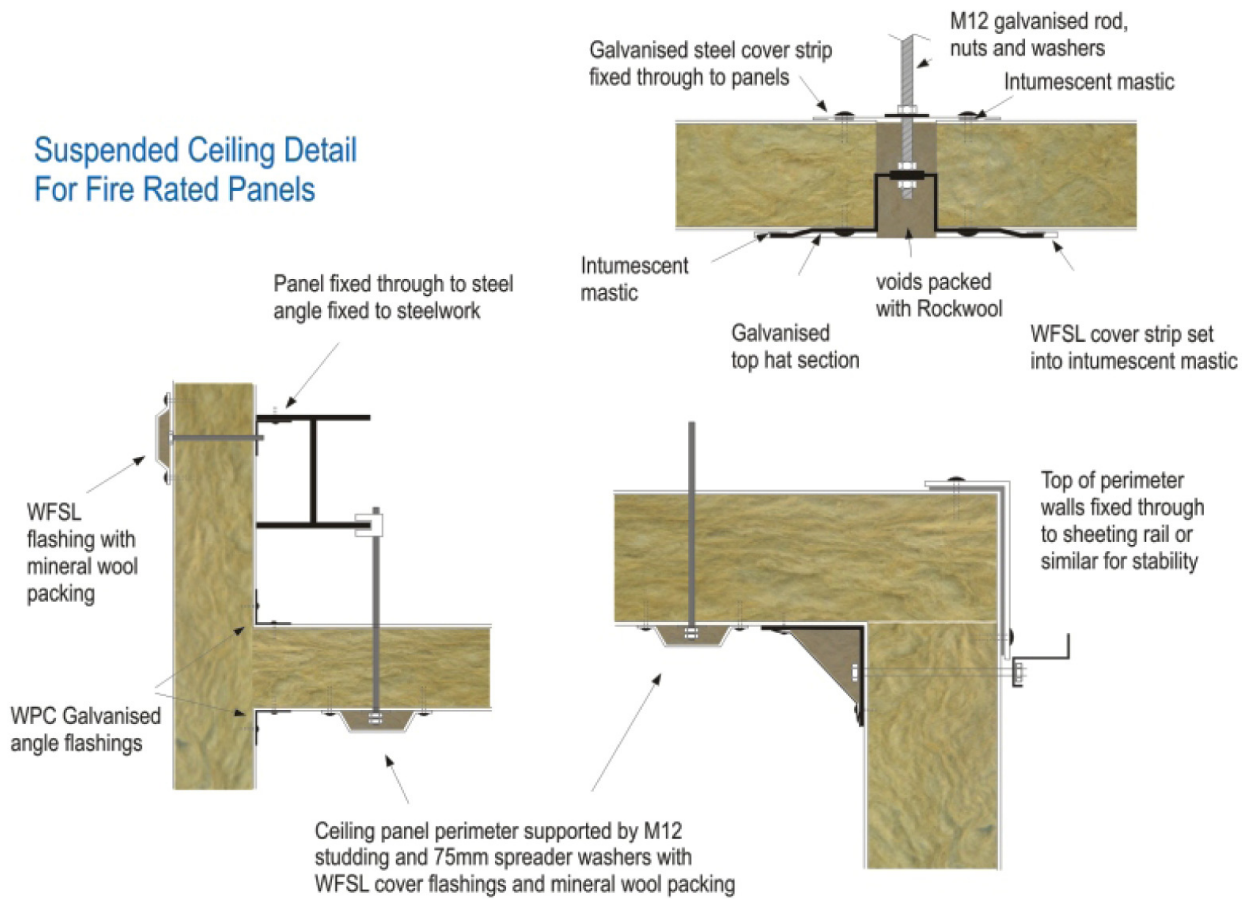 Suspended Ceiling Detail
For Fire Rated Panels
Galvanised steel cover strip
fixed through to panels
M12 galvanised rod,
nuts and washers
Intumescent mastic
Intumescent
mastic
Galvanised
top hat section
voids packed
with Rockwool
WFSL cover strip set
into intumescent mastic
Panel fixed through to steel
angle fixed to steelwork
WFSL
flashing with
mineral wool
packing
WPC Galvanised
angle flashings
Top of perimeter
walls fixed through
to sheeting rail or
similar for stability
Ceiling panel perimeter supported by M12
studding and 75mm spreader washers with
WFSL cover flashings and mineral wool packing